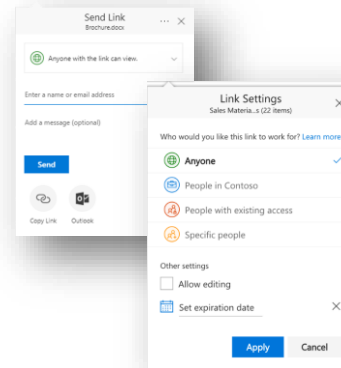 Send Link
Brochure.docx
Anyone with the link can view.
Enter a name or email address
Add a message (optional)
Send
Copy Link
Outlook
Link Settings
Sales Materia...s (22 items)
Who would you like this link to work for? Learn more
Anyone
People in Contoso
People with existing access
Specific people
Other settings
Allow editing
Set expiration date
Apply
Cancel